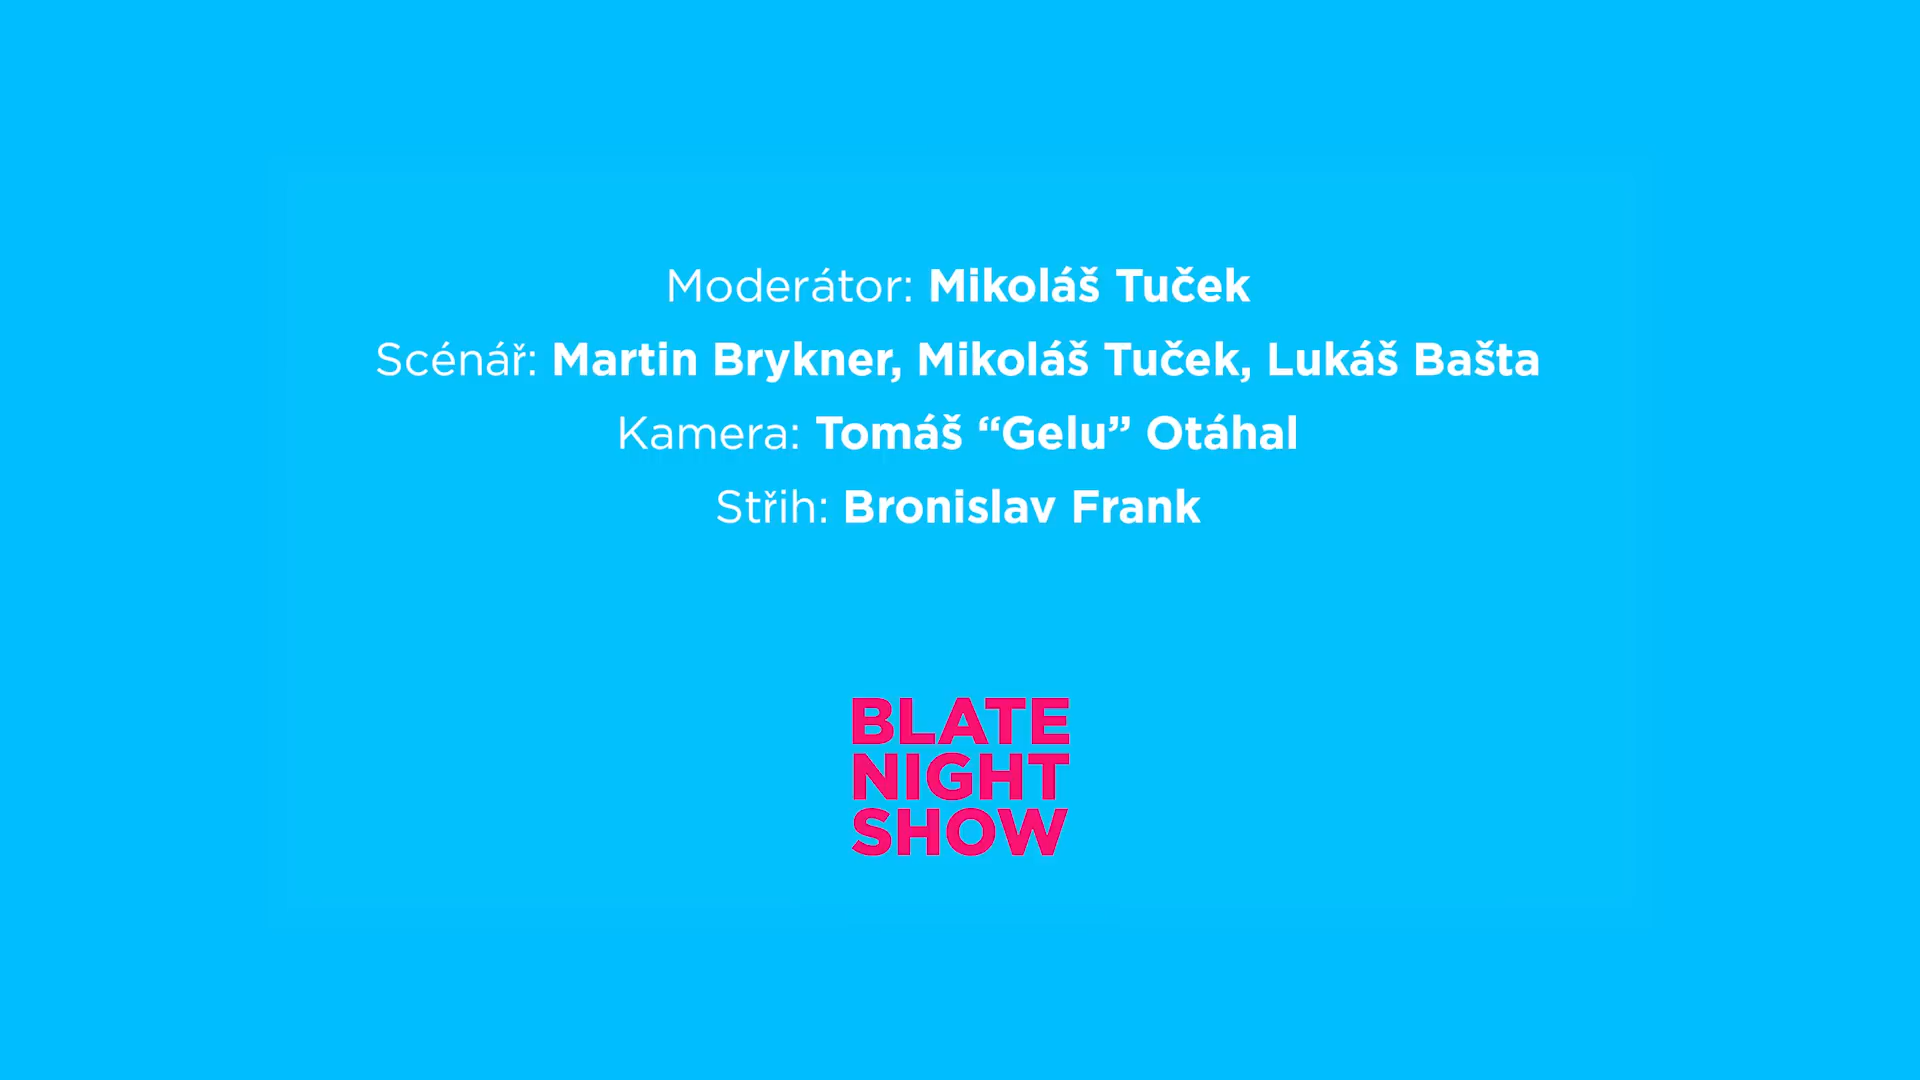 Moderátor: Mikoláš Tuček
Scénář: Martin Brykner, Mikoláš Tuček, Lukáš Bašta
Kamera: Tomáš “Gelu” Otáhal
Střih: Bronislav Frank
BLATE
NIGHT
SHOW